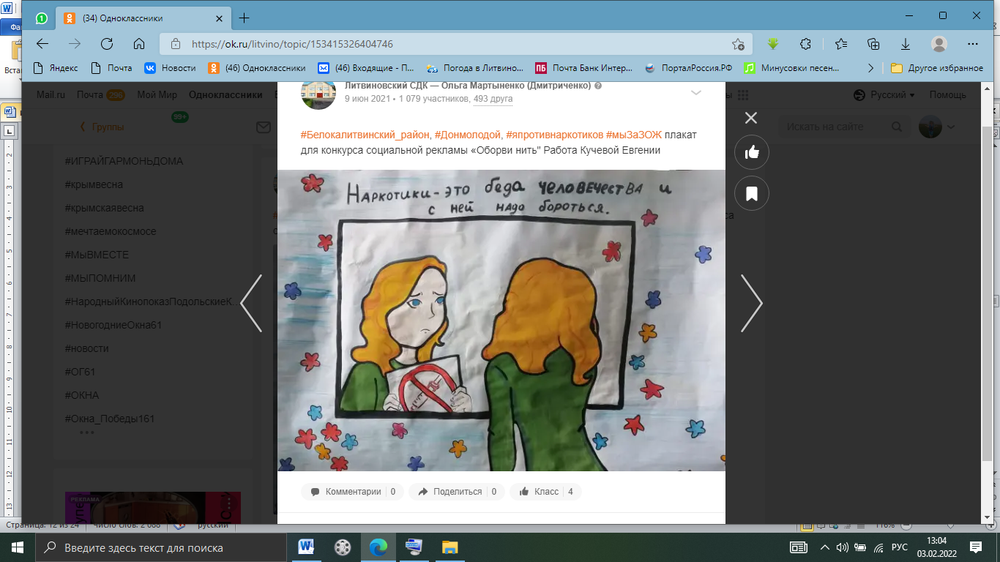 (34) Одноклассники
https://ok.ru/litvino/topic/153415326404746
Яндекс
Почта
Новости
(46) Одноклассники
(46) Входящие - П...
Погода в Литвино...
Почта Банк Интер...
ПорталРоссия.РФ
Минусовки песен...
Другое избранное
Mail.ru
Почта 296
Мой Мир
Одноклассники
Русский
Помощь
Группы
99+
Искать на сайте
#ИГРАЙГАРМОНЬДОМА
#крымвесна
#крымскаявесна
#мечтаемокосмосе
#МыВМЕСТЕ
#МЫПОМНИМ
#НародныйКинопоказПодольскиеК...
#НовогодниеОкна61
#новости
#ОГ61
#ОКНА
#Окна_Победы161
РЕКЛАМА
Литвиновский СДК — Ольга Мартыненко (Дмитриченко)
9 июн 2021 • 1 079 участников, 493 друга
#Белокалитвинский_район, #Донмолодой, #япротивнаркотиков #мыЗаЗОЖ плакат
для конкурса социальной рекламы «Оборви нить" Работа Кучевой Евгении
Наркотики - это беда человечества и
с ней надо бороться.
Комментарии 0
Поделиться 0
Класс 4
Страница: 12 из 24
Число слов: 2 088
русский
116%
Введите здесь текст для поиска
РУС
13:04
03.02.2022